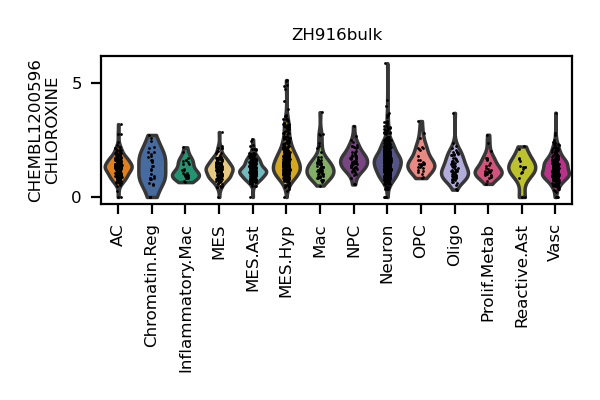 ZH916bulk
CHEMBL1200596
CHLOROXINE
5
0
AC
Chromatin.Reg
Inflammatory.Mac
MES
MES.Ast
MES.Hyp
Mac
NPC
Neuron
OPC
Oligo
Prolif.Metab
Reactive.Ast
Vasc